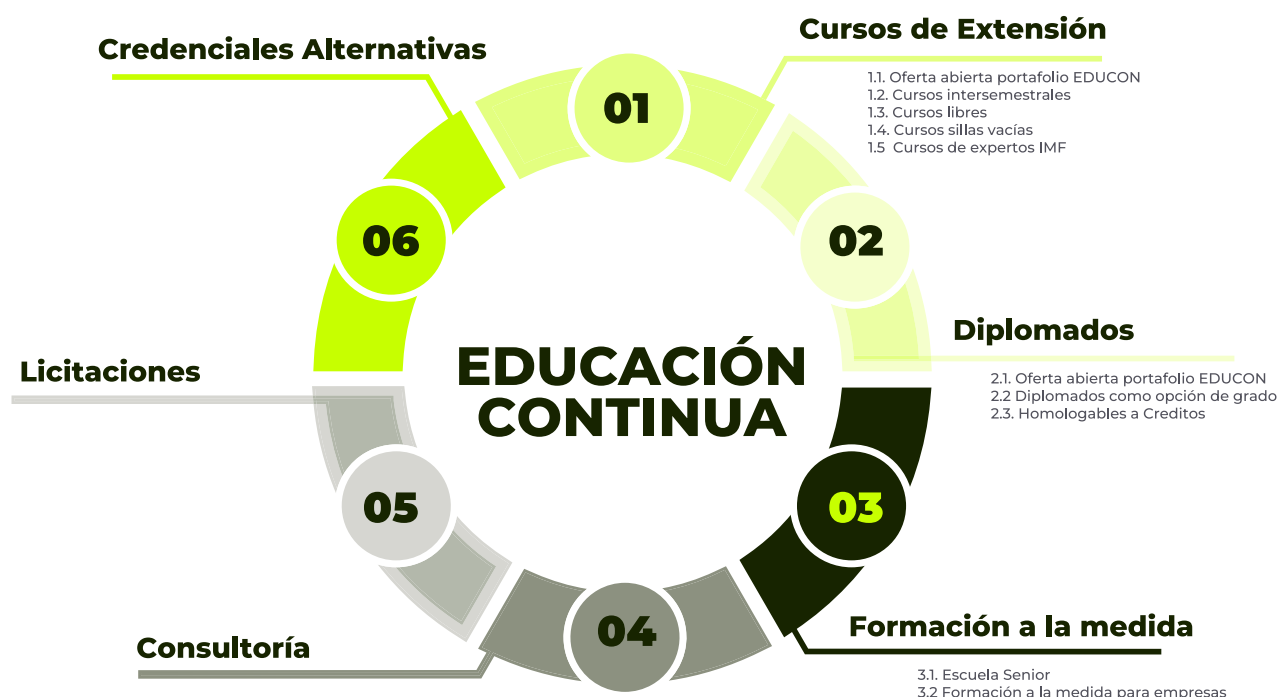 Credenciales Alternativas
Cursos de Extensión
1.1. Oferta abierta portafolio EDUCON
1.2. Cursos intersemestrales
1.3. Cursos libres
1.4. Cursos sillas vacías
1.5 Cursos de expertos IMF
01
06
02
EDUCACIÓN
CONTINUA
Diplomados
2.1. Oferta abierta portafolio EDUCON
2.2 Diplomados como opción de grado
2.3. Homologables a Creditos
Licitaciones
05
03
04
Consultoría
Formación a la medida
3.1. Escuela Senior
3.2 Formación a la medida para empresas